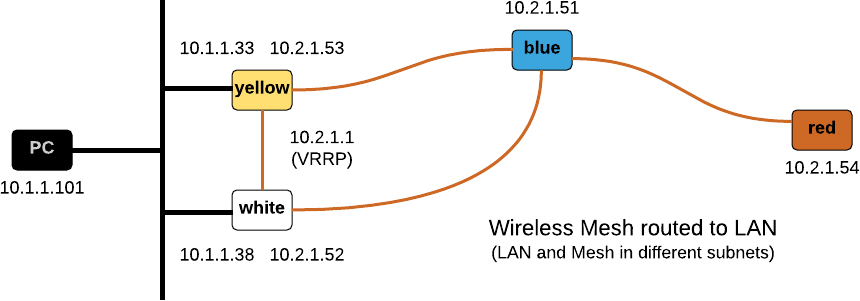 10.2.1.51
10.1.1.33 10.2.1.53
blue
yellow
red
10.2.1.1
(VRRP)
PC
10.2.1.54
10.1.1.101
white
Wireless Mesh routed to LAN
(LAN and Mesh in different subnets)
10.1.1.38 10.2.1.52